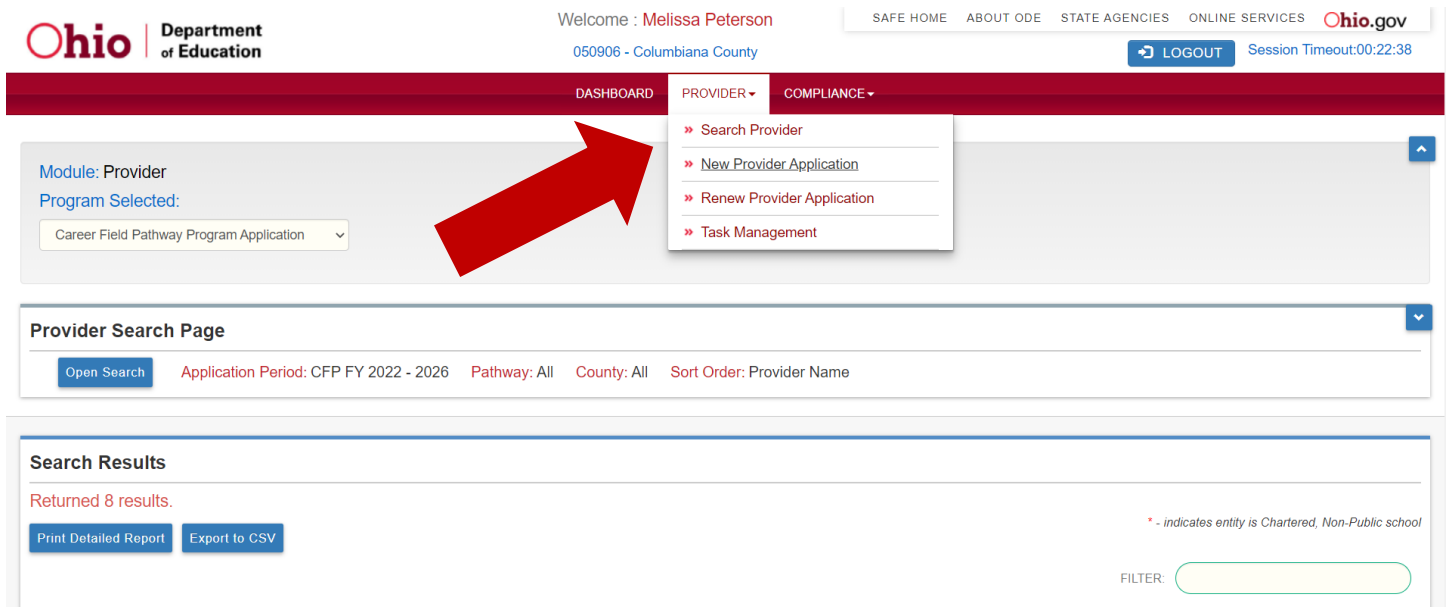 Ohio Department of Education
Welcome : Melissa Peterson
050906 - Columbiana County
SAFE HOME ABOUT ODE STATE AGENCIES ONLINE SERVICES Ohio.gov
LOGOUT Session Timeout:00:22:38
DASHBOARD PROVIDER COMPLIANCE
» Search Provider
» New Provider Application
» Renew Provider Application
» Task Management
Module: Provider
Program Selected:
Career Field Pathway Program Application
Provider Search Page
Open Search Application Period: CFP FY 2022 - 2026 Pathway: All County: All Sort Order: Provider Name
Search Results
Returned 8 results.
Print Detailed Report Export to CSV
* - indicates entity is Chartered, Non-Public school
FILTER: